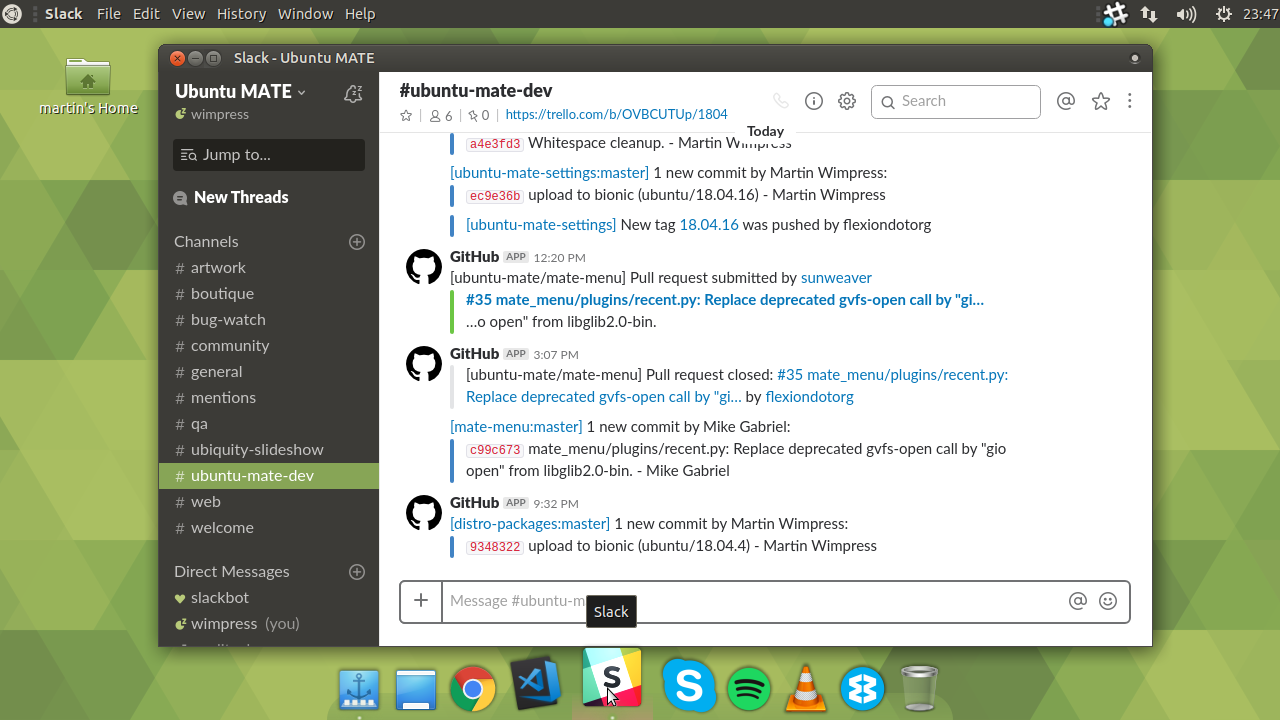 Slack File Edit View History Window Help 23:47
martin's Home
Slack - Ubuntu MATE
Ubuntu MATE
wimpress
Jump to...
New Threads
Channels
# artwork
# boutique
# bug-watch
# community
# general
# mentions
# qa
# ubiquity-slideshow
# ubuntu-mate-dev
# web
# welcome
Direct Messages
slackbot
wimpress (you)
#ubuntu-mate-dev
6 0 https://trello.com/b/OVBCUTUp/1804
Search
Today
a4e3fd3 Whitespace cleanup. - Martin Wimpress
[ubuntu-mate-settings:master] 1 new commit by Martin Wimpress:
ec9e36b upload to bionic (ubuntu/18.04.16) - Martin Wimpress
[ubuntu-mate-settings] New tag 18.04.16 was pushed by flexiondotorg
GitHub APP 12:20 PM
[ubuntu-mate/mate-menu] Pull request submitted by sunweaver
#35 mate_menu/plugins/recent.py: Replace deprecated gvfs-open call by "gi...
...o open" from libglib2.0-bin.
GitHub APP 3:07 PM
[ubuntu-mate/mate-menu] Pull request closed: #35 mate_menu/plugins/recent.py:
Replace deprecated gvfs-open call by "gi... by flexiondotorg
[mate-menu:master] 1 new commit by Mike Gabriel:
c99c673 mate_menu/plugins/recent.py: Replace deprecated gvfs-open call by "gio
open" from libglib2.0-bin. - Mike Gabriel
GitHub APP 9:32 PM
[distro-packages:master] 1 new commit by Martin Wimpress:
9348322 upload to bionic (ubuntu/18.04.4) - Martin Wimpress
Message #ubuntu-m
Slack